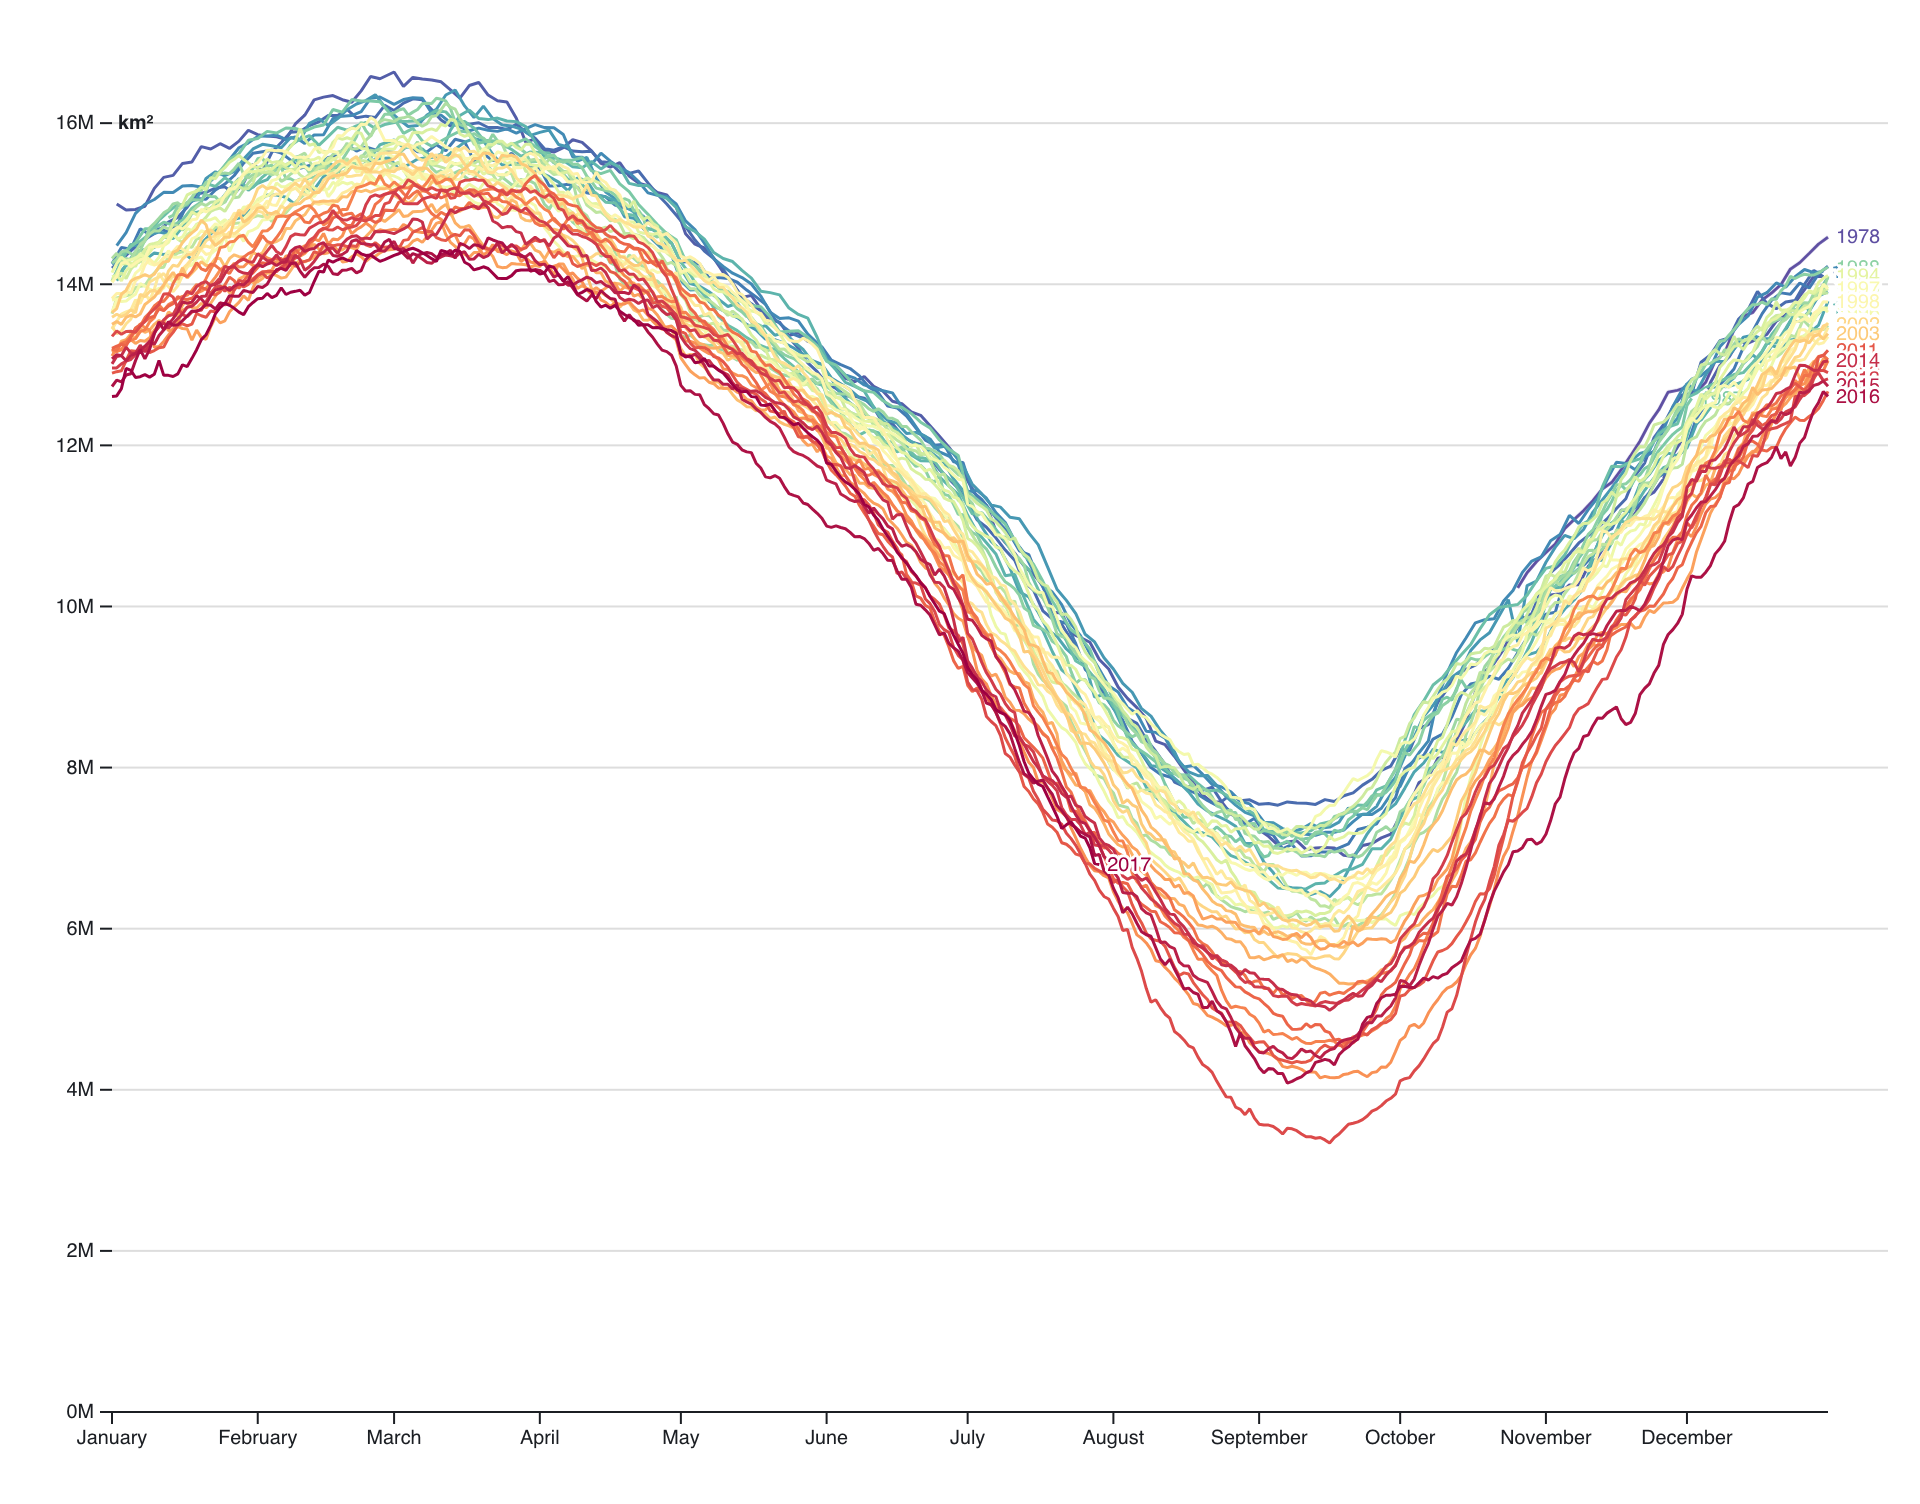 16M km²
14M
12M
10M
8M
6M
4M
2M
0M
January February March April May June July August September October November December
1978
1994
1997
1998
2003
2011
2014
2016
2017